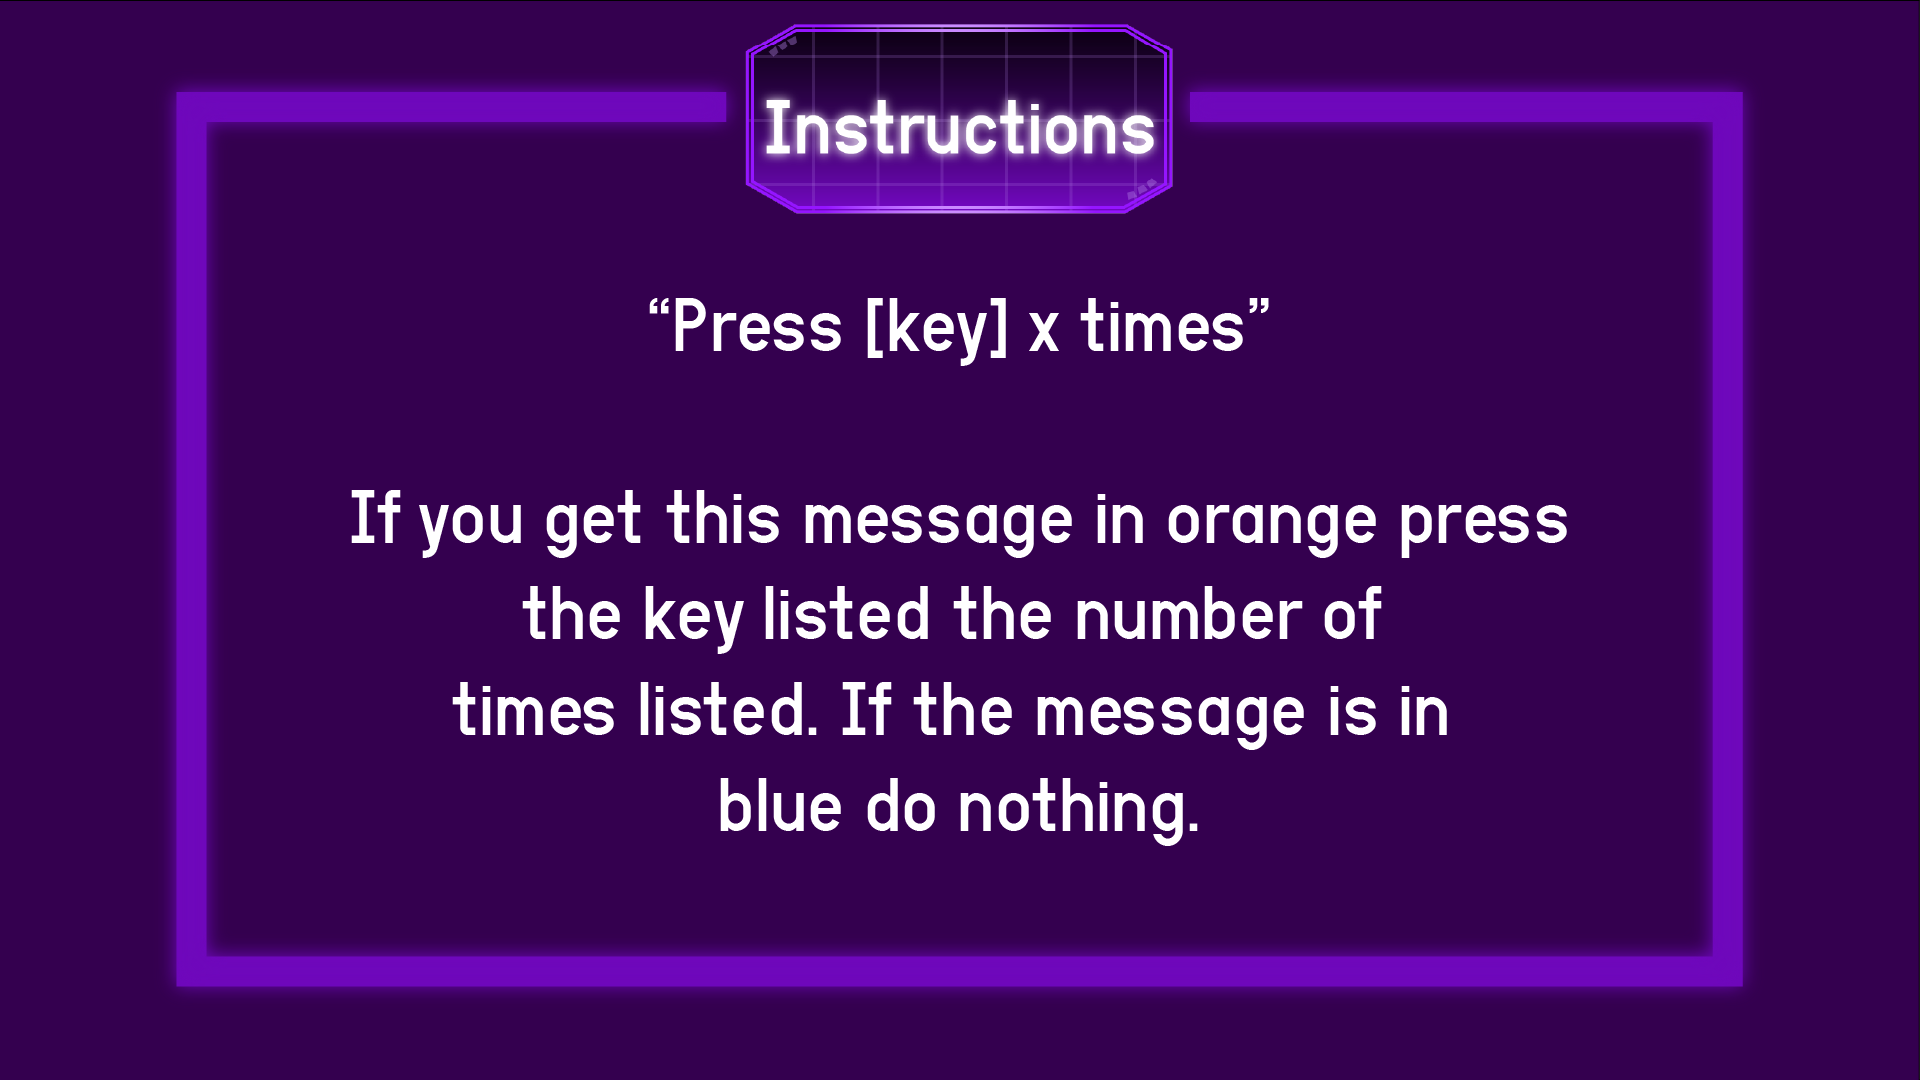 Instructions
“Press [key] x times”
If you get this message in orange press
the key listed the number of
times listed. If the message is in
blue do nothing.